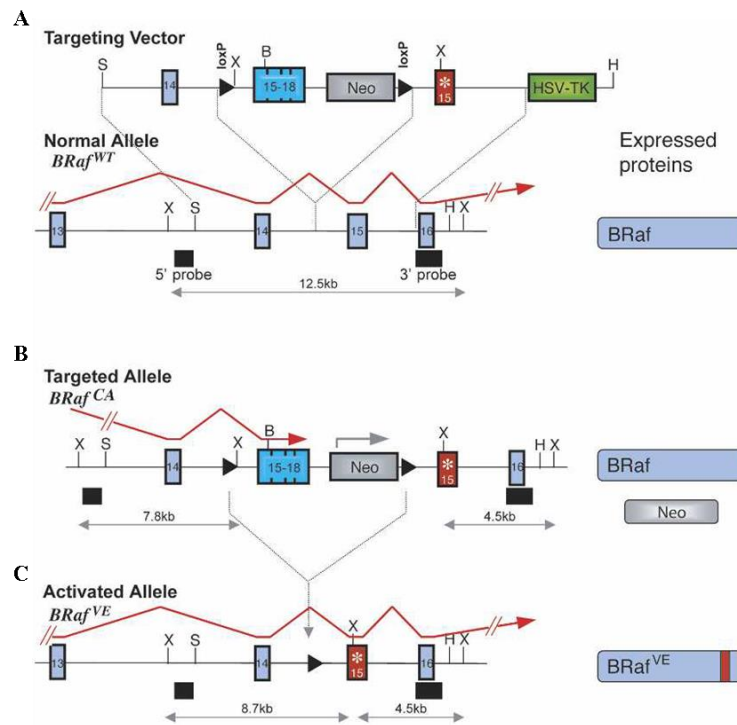 A
Targeting Vector
S
loxP
X
B
loxP
X
H
14
15-18
Neo
*
15
HSV-TK
Normal Allele
BRaf WT
Expressed
proteins
X
S
H X
13
14
15
16
BRaf
5' probe
3' probe
12.5kb
B
Targeted Allele
BRaf CA
X
S
X
B
X
H X
14
15-18
Neo
*
15
16
BRaf
Neo
7.8kb
4.5kb
C
Activated Allele
BRaf VE
X
S
X
H X
13
14
*
15
16
BRaf VE
8.7kb
4.5kb